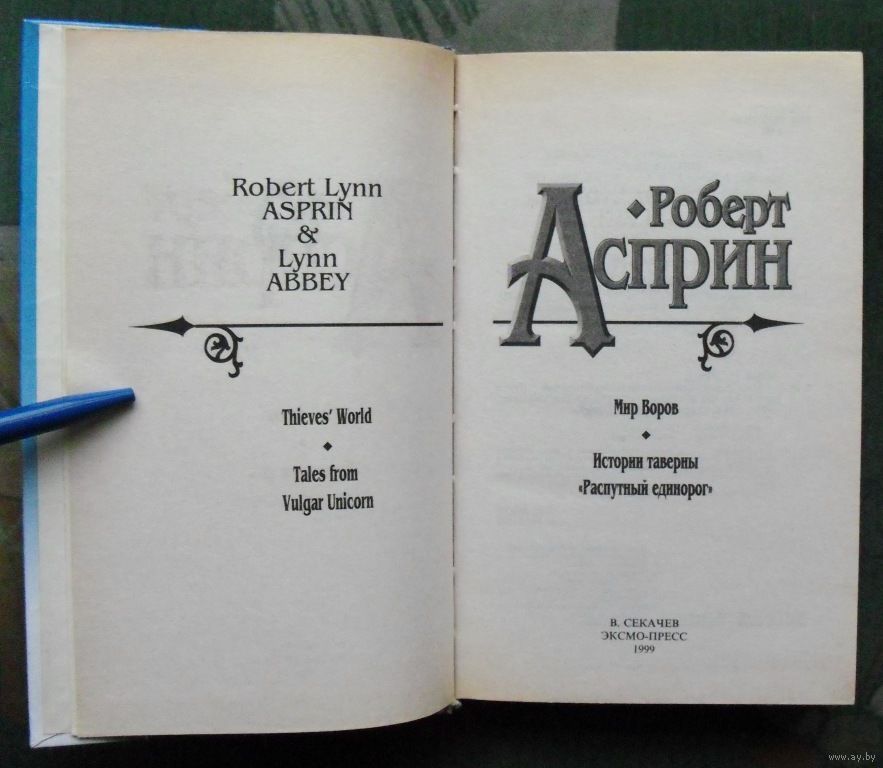 Robert Lynn
ASPRIN
&
Lynn
ABBEY
Thieves' World
Tales from
Vulgar Unicorn
Роберт
Асприн
Мир Воров
Истории таверны
«Распутный единорог»
В. СЕКАЧЕВ
ЭКСМО-ПРЕСС
1999
www.ay.by